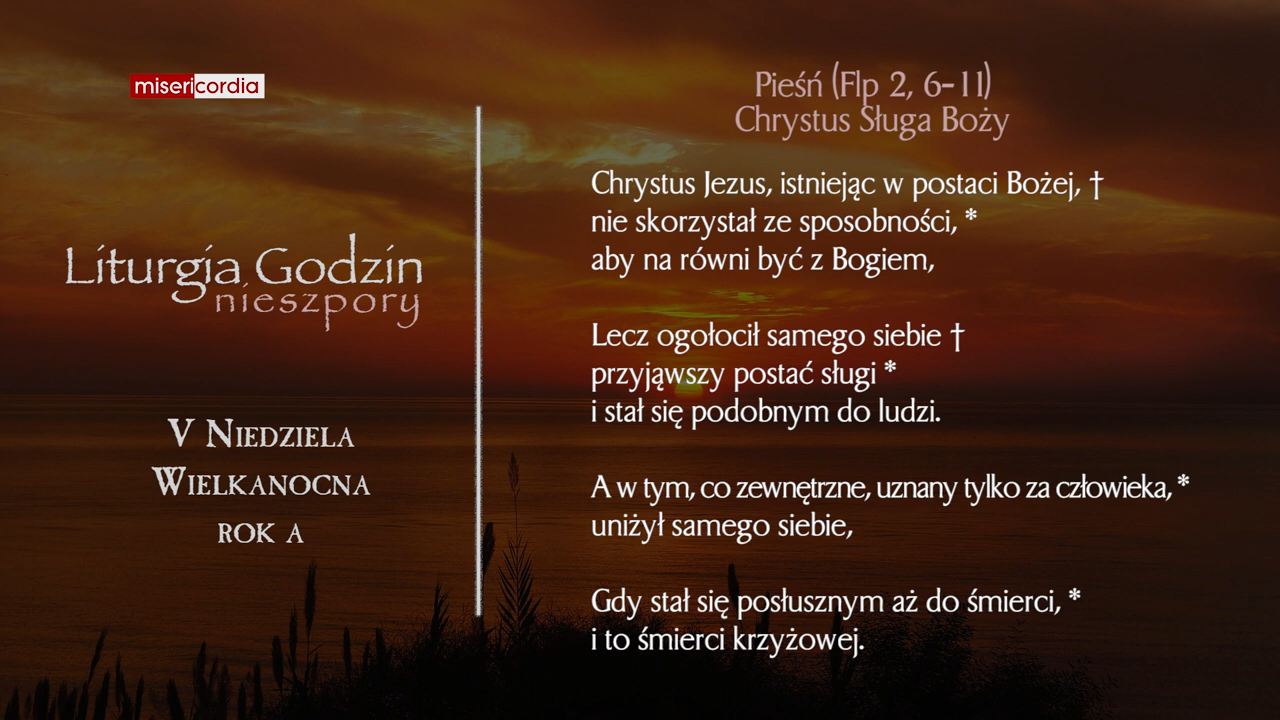 misericordia
Liturgia Godzin
nieszpory
V Niedziela
Wielkanocna
rok A
Pieśń (Flp 2, 6-11)
Chrystus Sługa Boży
Chrystus Jezus, istniejąc w postaci Bożej, †
nie skorzystał ze sposobności, *
aby na równi być z Bogiem,
Lecz ogołocił samego siebie †
przyjąwszy postać sługi *
i stał się podobnym do ludzi.
A w tym, co zewnętrzne, uznany tylko za człowieka, *
uniżył samego siebie,
Gdy stał się posłusznym aż do śmierci, *
i to śmierci krzyżowej.